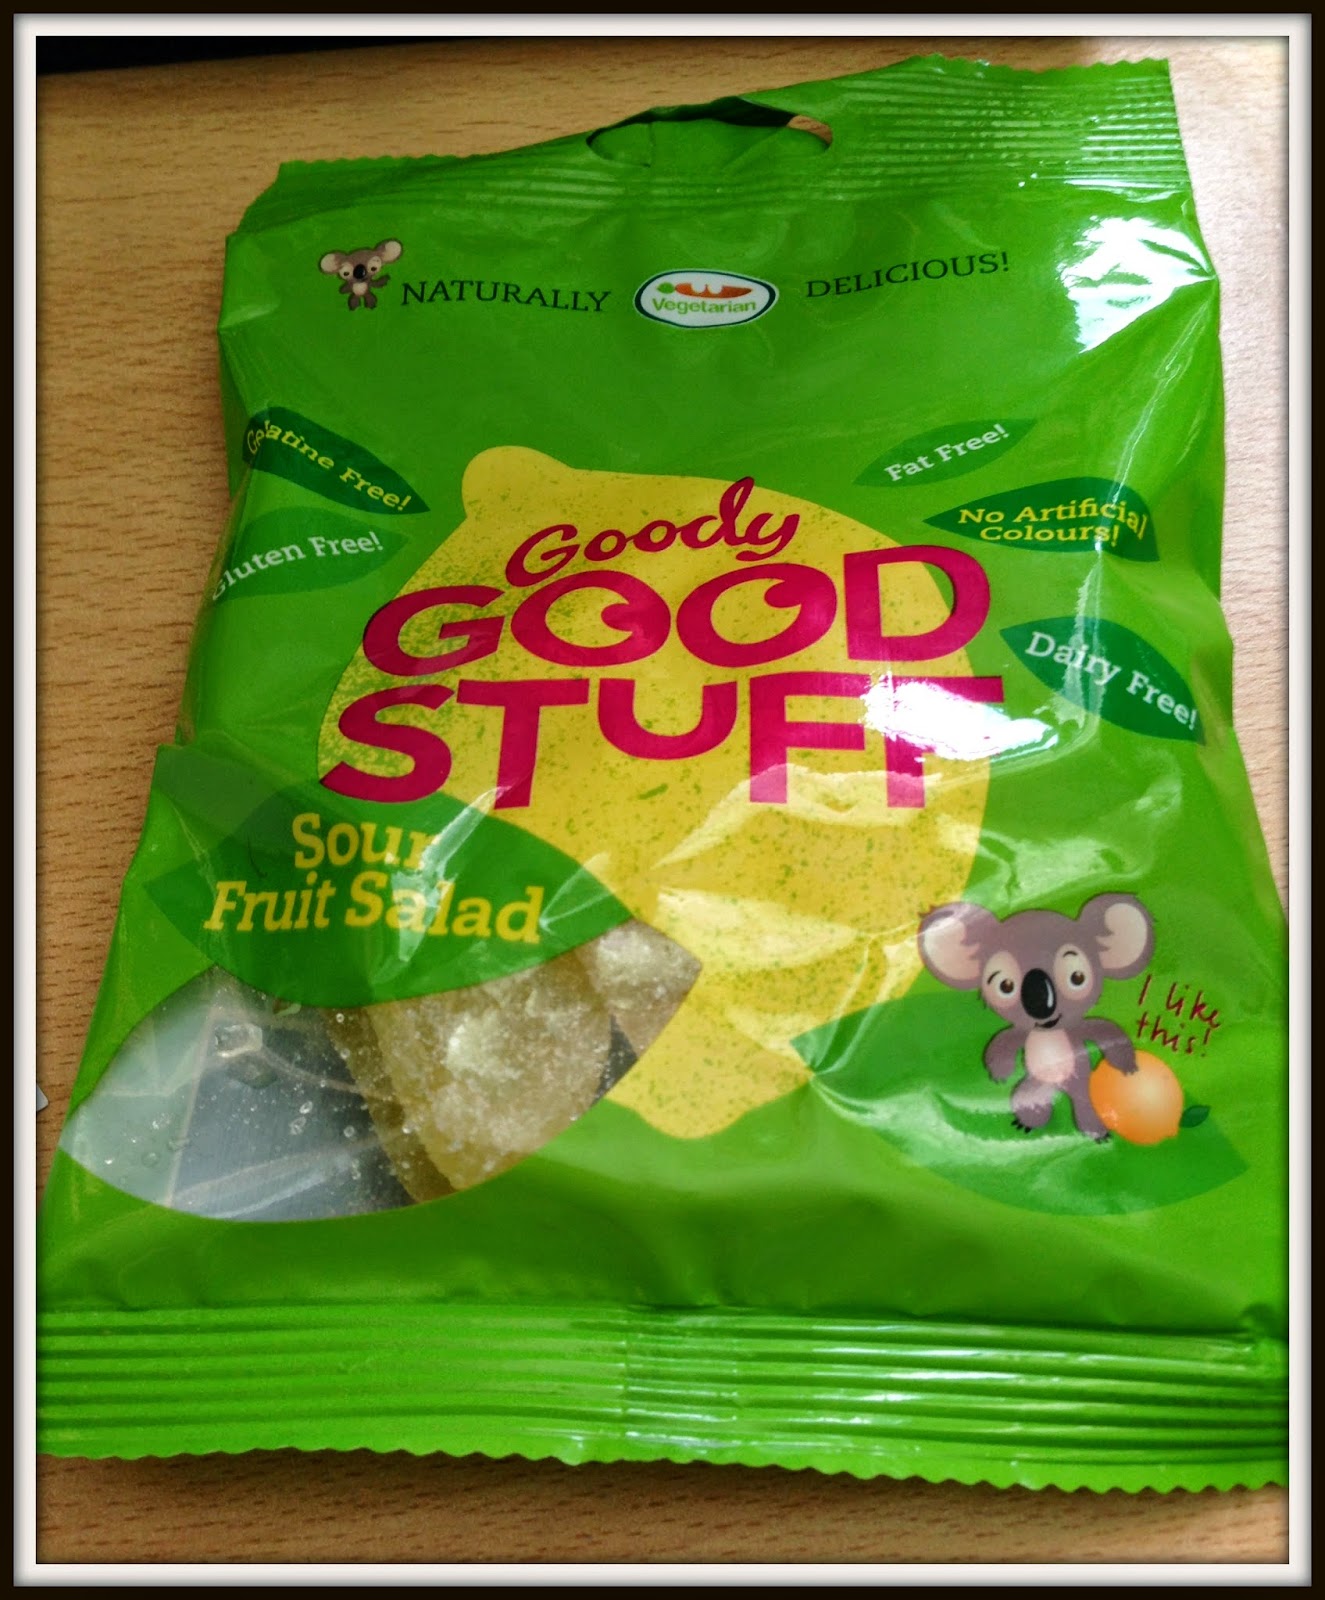 NATURALLY Vegetarian DELICIOUS!
Gelatine Free!
Gluten Free!
Fat Free!
No Artificial
Colours!
Dairy Free!
Goody
GOOD
STUFF
Sour
Fruit Salad
I like
this!